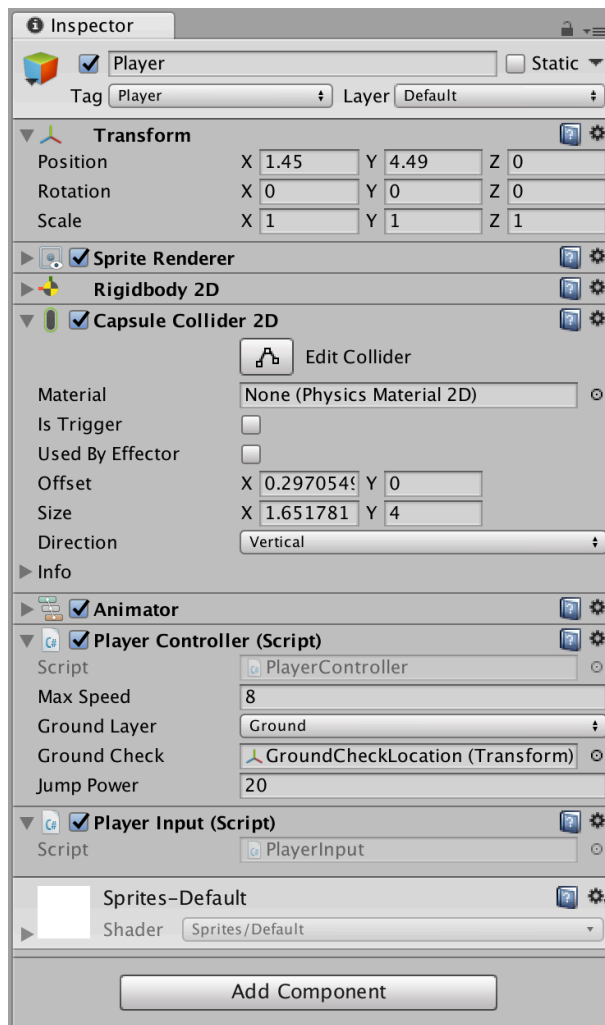 Inspector
Player Static
Tag Player Layer Default
Transform
Position X 1.45 Y 4.49 Z 0
Rotation X 0 Y 0 Z 0
Scale X 1 Y 1 Z 1
Sprite Renderer
Rigidbody 2D
Capsule Collider 2D
Edit Collider
Material None (Physics Material 2D)
Is Trigger
Used By Effector
Offset X 0.2970549 Y 0
Size X 1.651781 Y 4
Direction Vertical
Info
Animator
C# Player Controller (Script)
Script PlayerController
Max Speed 8
Ground Layer Ground
Ground Check GroundCheckLocation (Transform)
Jump Power 20
C# Player Input (Script)
Script PlayerInput
Sprites-Default
Shader Sprites/Default
Add Component